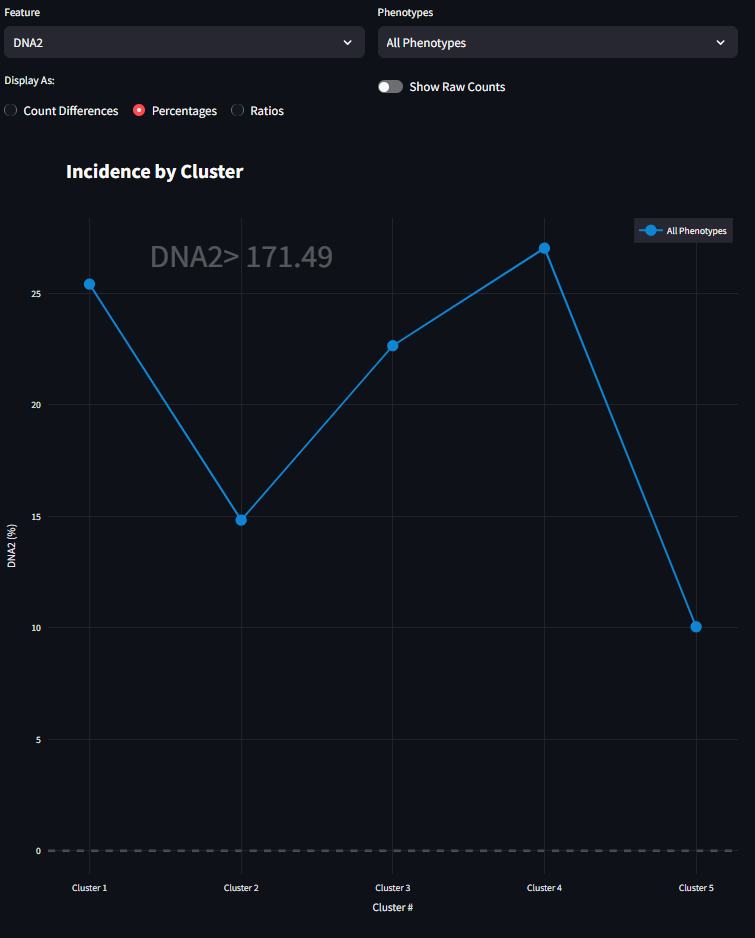 Feature
Phenotypes
DNA2
All Phenotypes
Display As:
Show Raw Counts
Count Differences
Percentages
Ratios
Incidence by Cluster
DNA2> 171.49
All Phenotypes
25
20
15
10
5
0
DNA2 (%)
Cluster 1
Cluster 2
Cluster 3
Cluster 4
Cluster 5
Cluster #